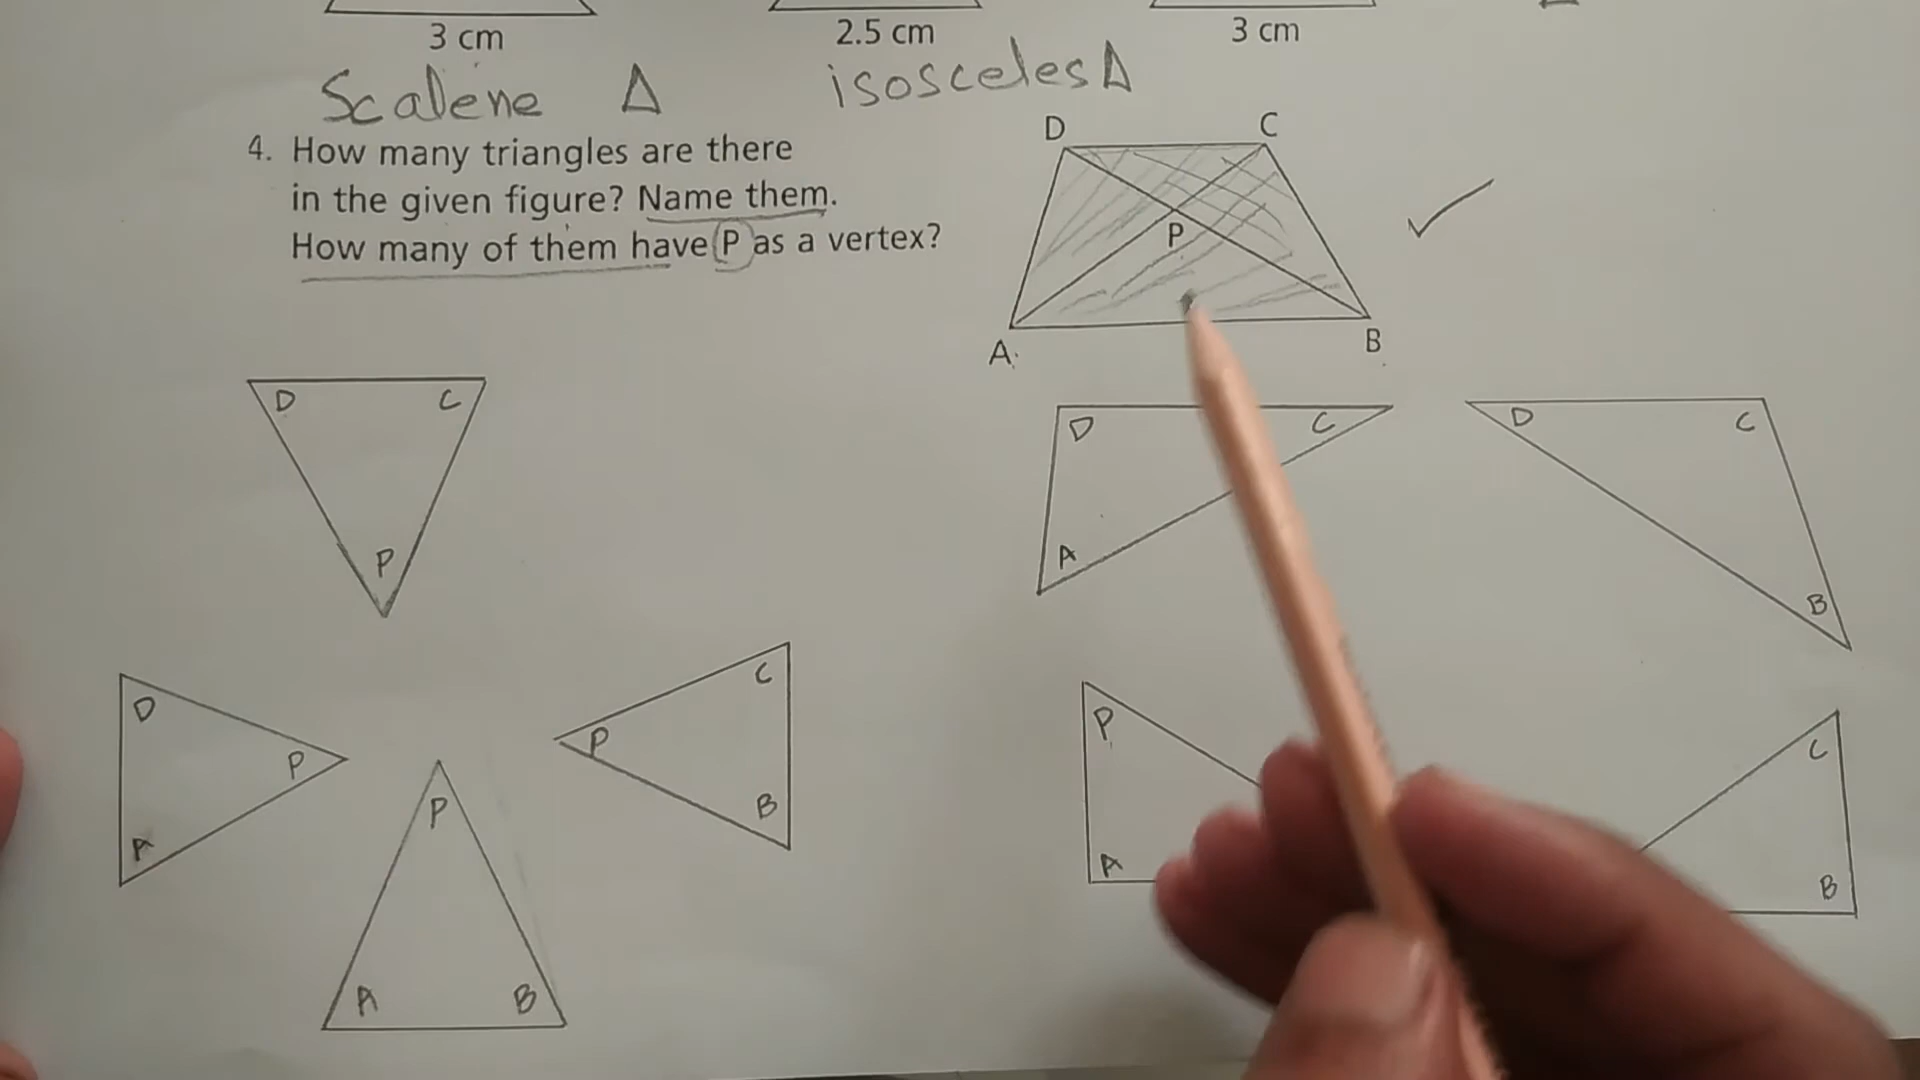 3 cm
2.5 cm
3 cm
Scalene Δ
isosceles Δ
4. How many triangles are there
in the given figure? Name them.
How many of them have P as a vertex?
D
C
P
A
B
D
C
P
D
C
A
D
C
B
D
P
A
C
P
B
P
A
B
P
A
C
B